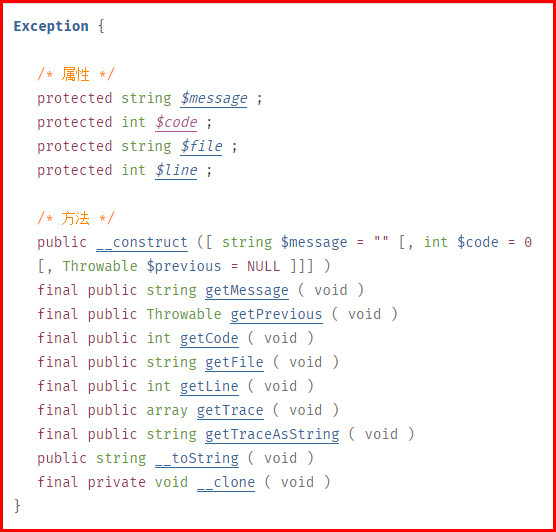 Exception {
/* 属性 */
protected string $message ;
protected int $code ;
protected string $file ;
protected int $line ;
/* 方法 */
public __construct ([ string $message = "" [, int $code = 0
[, Throwable $previous = NULL ]]] )
final public string getMessage ( void )
final public Throwable getPrevious ( void )
final public int getCode ( void )
final public string getFile ( void )
final public int getLine ( void )
final public array getTrace ( void )
final public string getTraceAsString ( void )
public string __toString ( void )
final private void __clone ( void )
}